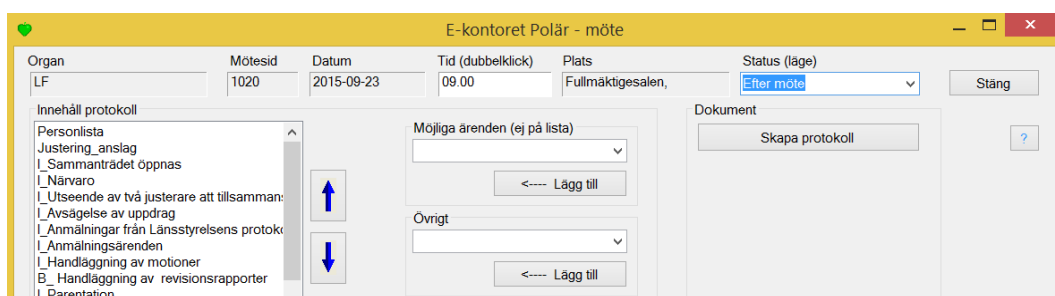 E-kontoret Polär - möte
Organ Mötesid Datum Tid (dubbelklick) Plats Status (läge)
LF 1020 2015-09-23 09.00 Fullmäktigesalen, Efter möte Stäng
Innehåll protokoll
Dokument
Personlista
Justering_anslag
I_Sammanträdet öppnas
I_Närvaro
I_Utseende av två justerare att tillsammans
I_Avsägelse av uppdrag
I_Anmälningar från Länsstyrelsens protoko
I_Anmälningsärenden
I_Handläggning av motioner
B_ Handläggning av revisionsrapporter
I_Parentation
Möjliga ärenden (ej på lista)
<---- Lägg till
Övrigt
<---- Lägg till
Skapa protokoll
?